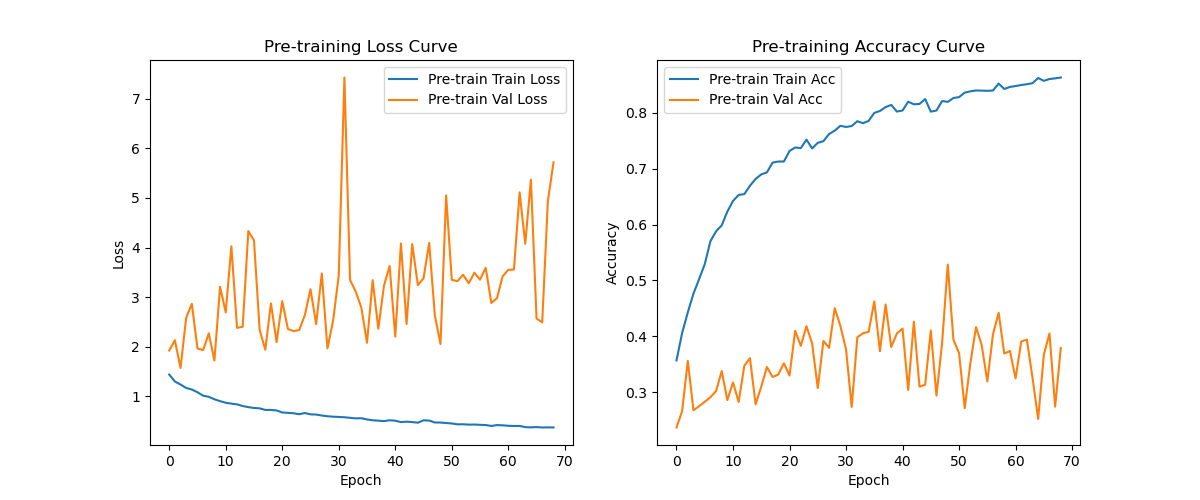 Pre-training Loss Curve
Pre-train Train Loss
Pre-train Val Loss
7
6
5
4
3
2
1
Loss
0 10 20 30 40 50 60 70
Epoch
Pre-training Accuracy Curve
Pre-train Train Acc
Pre-train Val Acc
0.8
0.7
0.6
0.5
0.4
0.3
Accuracy
0 10 20 30 40 50 60 70
Epoch